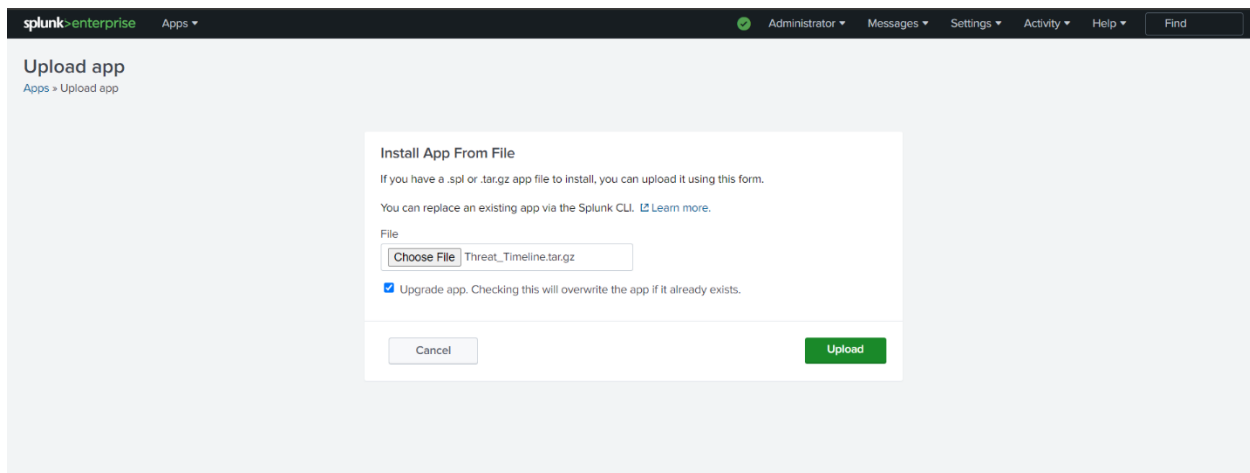 splunk>enterprise Apps ▾ Administrator ▾ Messages ▾ Settings ▾ Activity ▾ Help ▾ Find
Upload app
Apps » Upload app
Install App From File
If you have a .spl or .tar.gz app file to install, you can upload it using this form.
You can replace an existing app via the Splunk CLI. Learn more.
File
Choose File Threat_Timeline.tar.gz
Upgrade app. Checking this will overwrite the app if it already exists.
Cancel Upload